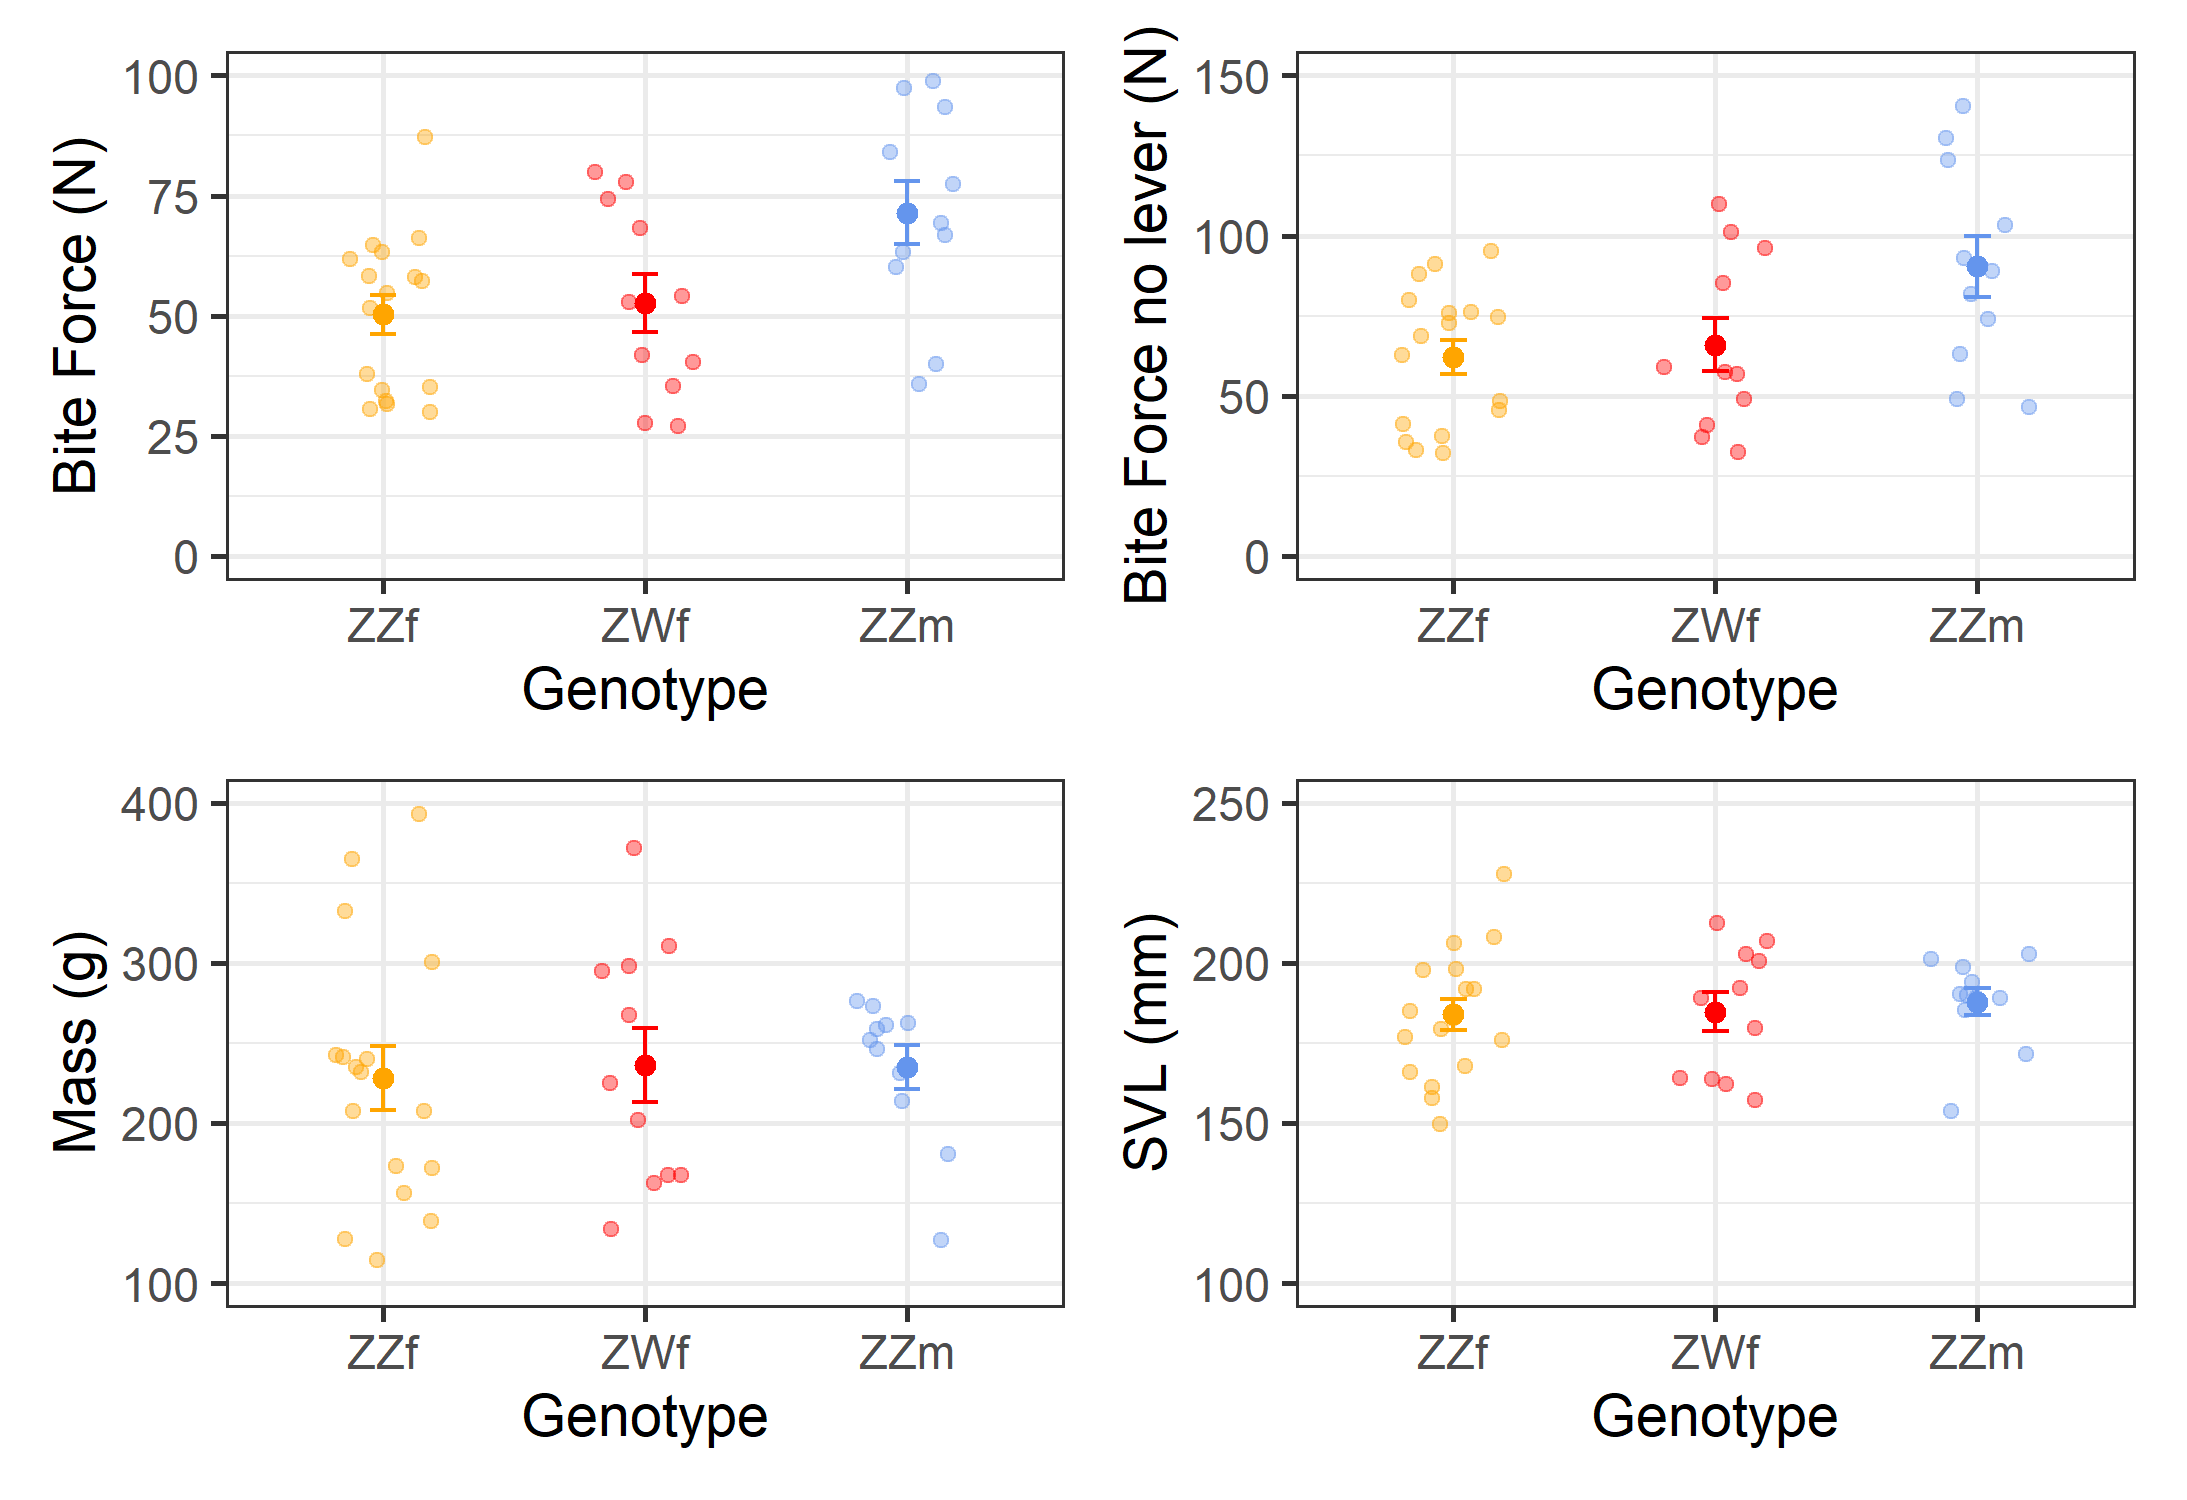 Bite Force (N)
100
75
50
25
0
ZZf ZWf ZZm
Genotype
Bite Force no lever (N)
150
100
50
0
ZZf ZWf ZZm
Genotype
Mass (g)
400
300
200
100
ZZf ZWf ZZm
Genotype
SVL (mm)
250
200
150
100
ZZf ZWf ZZm
Genotype